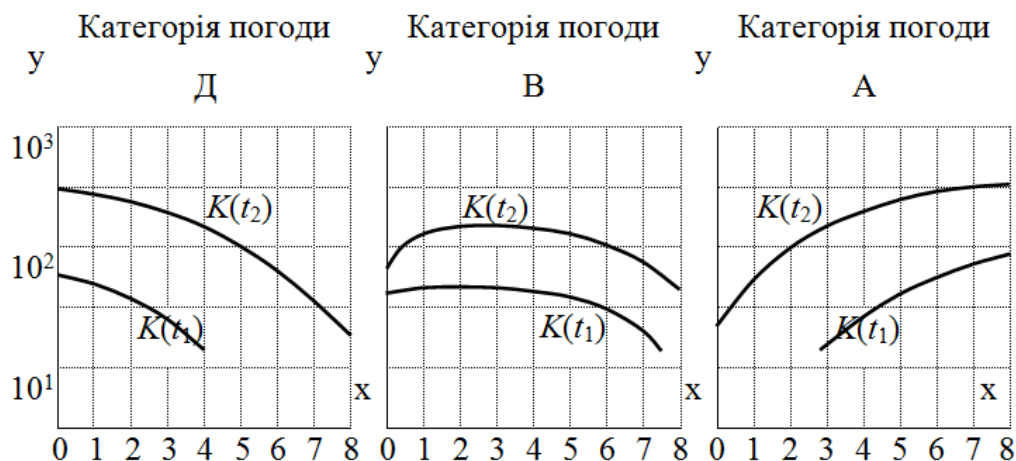 Категорія погоди Категорія погоди Категорія погоди
y y y
Д В А
10³
K(t₂) K(t₂) K(t₂)
10²
K(t₁) K(t₁) K(t₁)
10¹ x x x
0 1 2 3 4 5 6 7 8 0 1 2 3 4 5 6 7 8 0 1 2 3 4 5 6 7 8